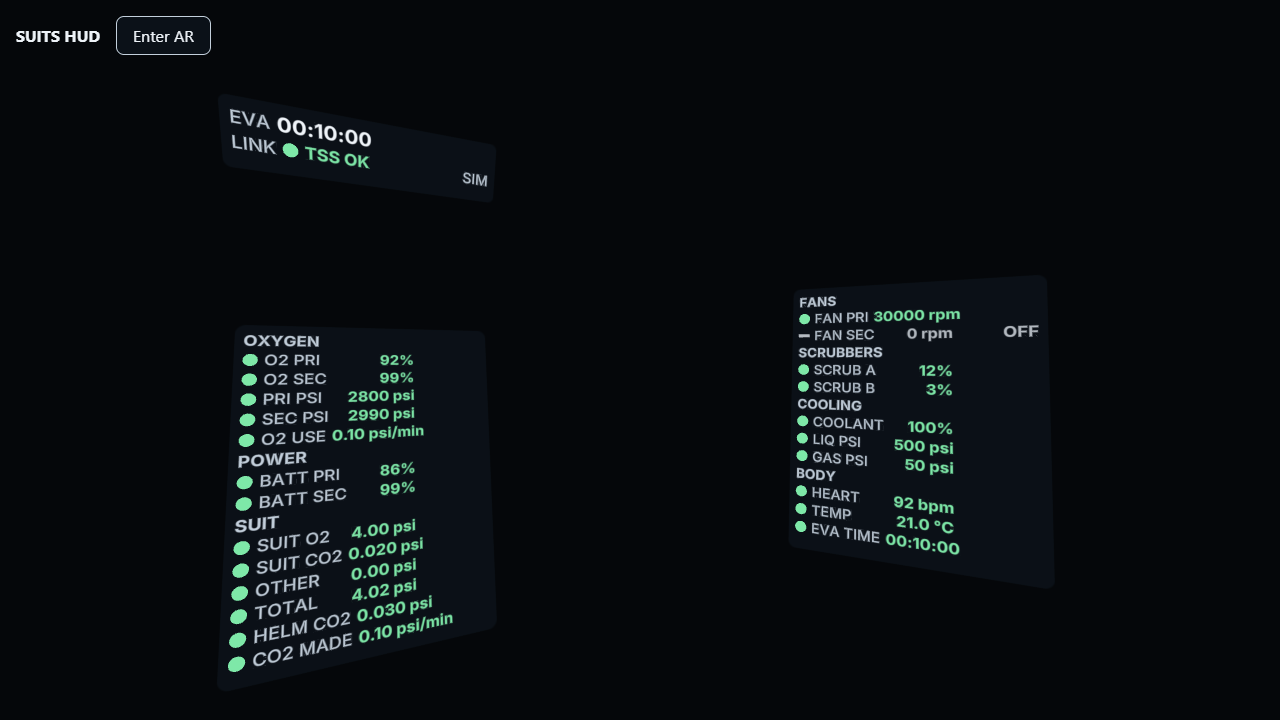 SUITS HUD Enter AR
EVA 00:10:00
LINK TSS OK
SIM
OXYGEN
O2 PRI 92%
O2 SEC 99%
PRI PSI 2800 psi
SEC PSI 2990 psi
O2 USE 0.10 psi/min
POWER
BATT PRI 86%
BATT SEC 99%
SUIT
SUIT O2 4.00 psi
SUIT CO2 0.020 psi
OTHER 0.00 psi
TOTAL 4.02 psi
HELM CO2 0.030 psi
CO2 MADE 0.10 psi/min
FANS
FAN PRI 30000 rpm
FAN SEC 0 rpm OFF
SCRUBBERS
SCRUB A 12%
SCRUB B 3%
COOLING
COOLANT 100%
LIQ PSI 500 psi
GAS PSI 50 psi
BODY
HEART 92 bpm
TEMP 21.0 °C
EVA TIME 00:10:00